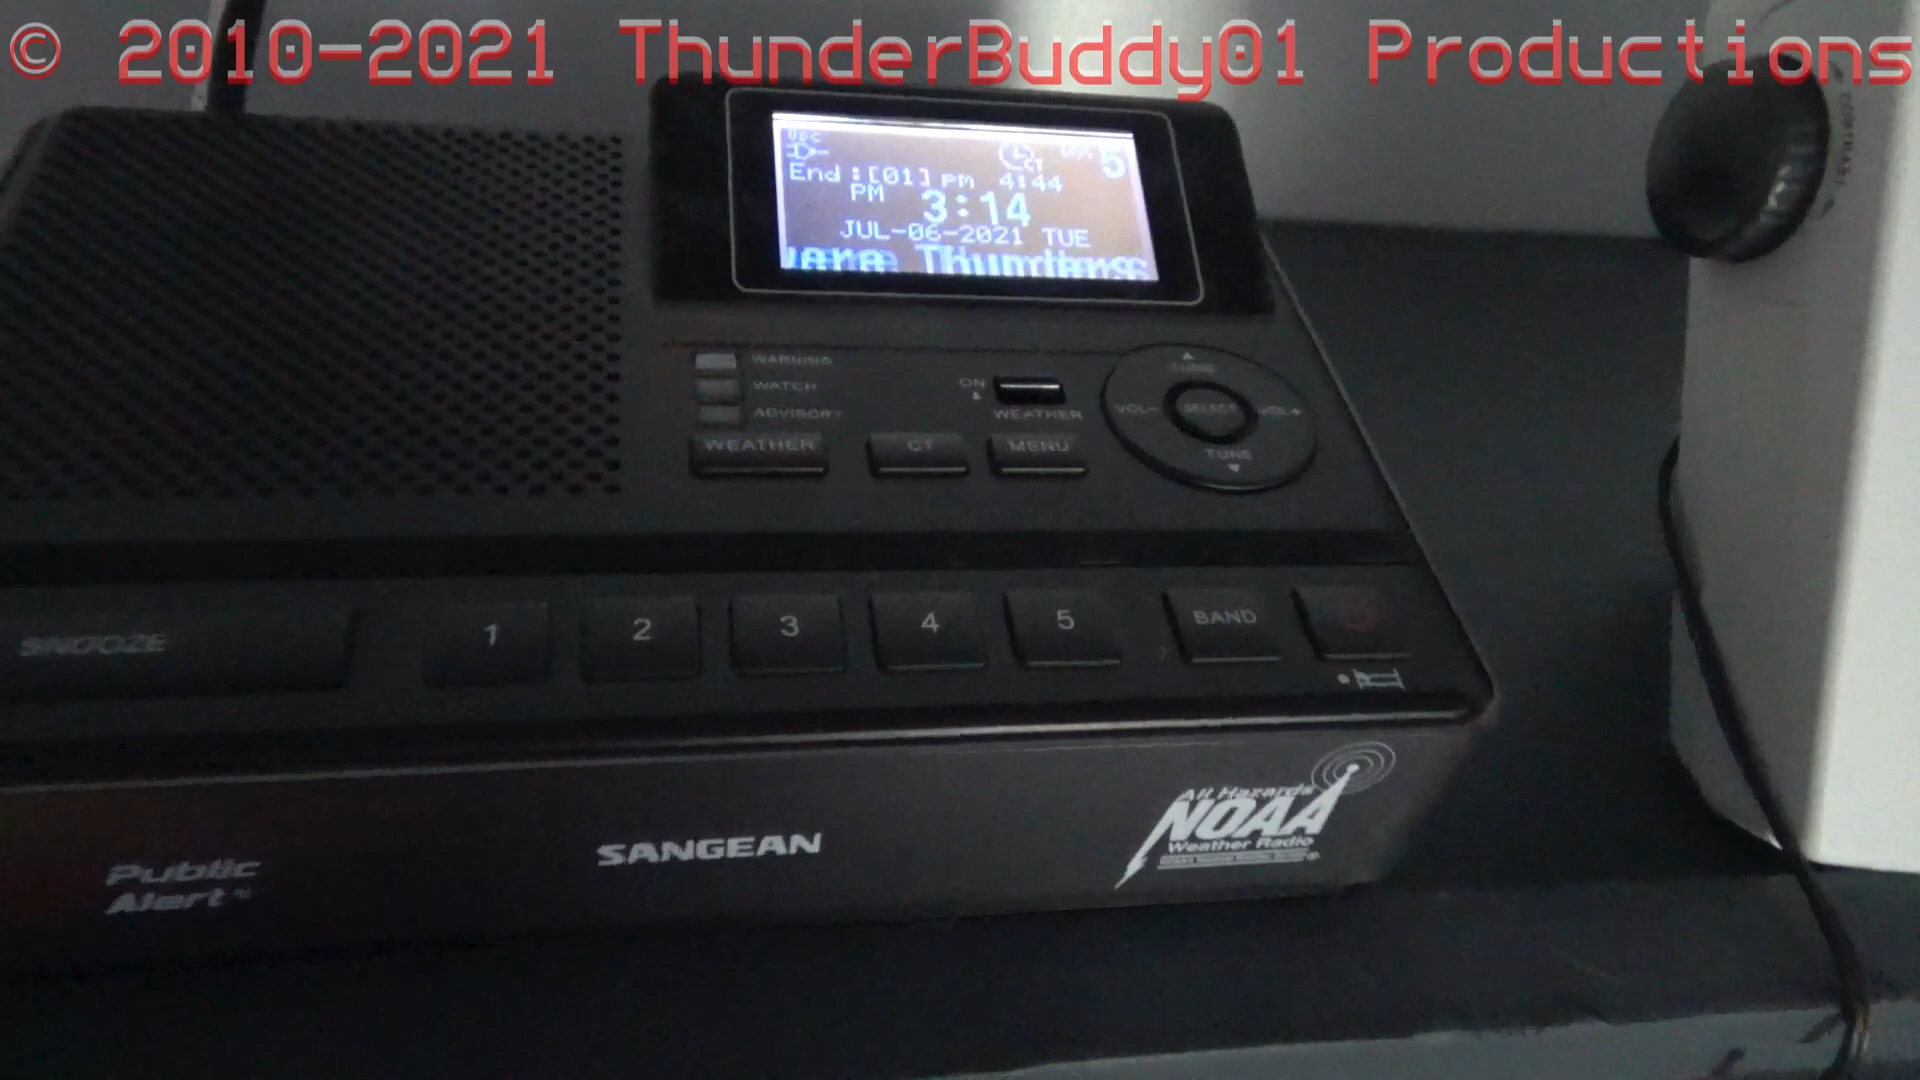 © 2010-2021 ThunderBuddy01 Productions
5
End :[01] PM 4:44
PM 3:14
JUL-06-2021 TUE
WARNING
WATCH
ADVISORY
ON
WEATHER
WEATHER
CT
MENU
TUNE
VOL-
SELECT
VOL+
TUNE
SNOOZE
1
2
3
4
5
BAND
Public
Alert
SANGEAN
All Hazards
NOAA
Weather Radio